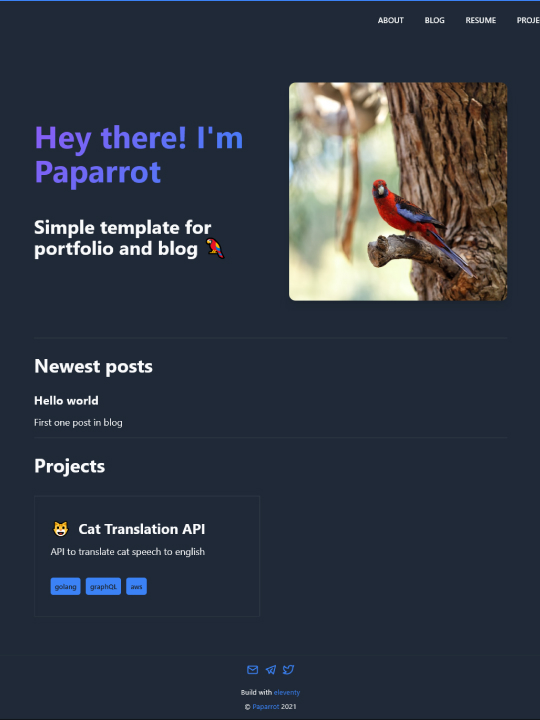 ABOUT BLOG RESUME PROJE
Hey there! I'm
Paparrot
Simple template for
portfolio and blog 🦜
Newest posts
Hello world
First one post in blog
Projects
😺 Cat Translation API
API to translate cat speech to english
golang graphQL aws
Build with eleventy
© Paparrot 2021